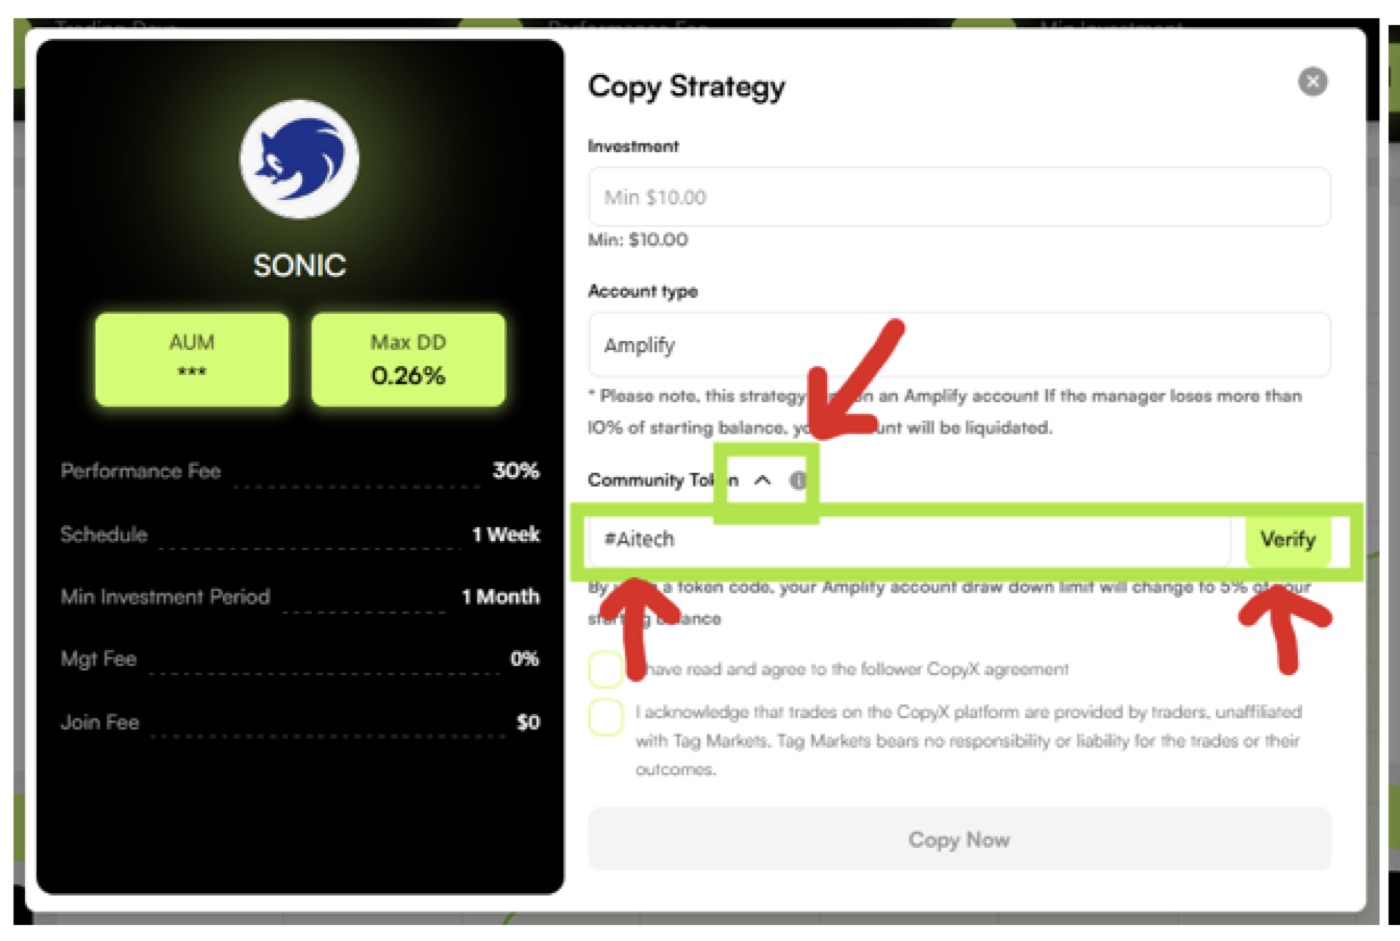 SONIC
AUM
***
Max DD
0.26%
Performance Fee 30%
Schedule 1 Week
Min Investment Period 1 Month
Mgt Fee 0%
Join Fee $0
Copy Strategy
Investment
Min $10.00
Min: $10.00
Account type
Amplify
* Please note, this strategy on an Amplify account If the manager loses more than
10% of starting balance, will be liquidated.
Community Token
#Aitech
Verify
By a token code, your Amplify account draw down limit will change to 5% of your
balance
have read and agree to the follower CopyX agreement
I acknowledge that trades on the CopyX platform are provided by traders, unaffiliated
with Tag Markets. Tag Markets bears no responsibility or liability for the trades or their
outcomes.
Copy Now